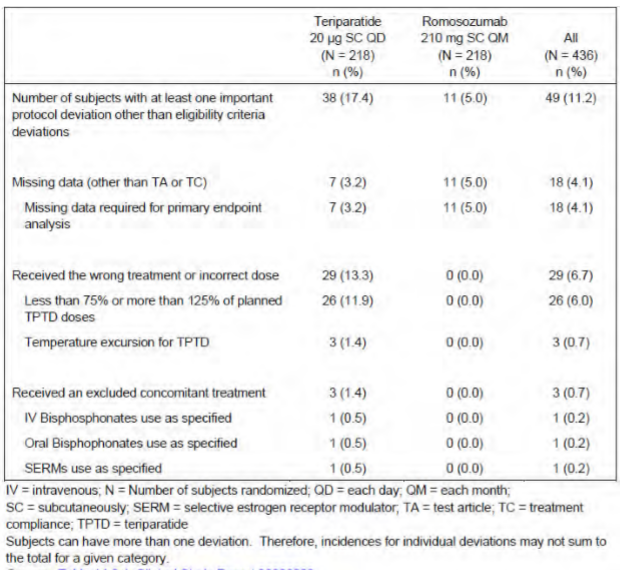 Teriparatide Romosozumab
20 µg SC QD 210 mg SC QM All
(N = 218) (N = 218) (N = 436)
n (%) n (%) n (%)
Number of subjects with at least one important 38 (17.4) 11 (5.0) 49 (11.2)
protocol deviation other than eligibility criteria
deviations
Missing data (other than TA or TC) 7 (3.2) 11 (5.0) 18 (4.1)
Missing data required for primary endpoint 7 (3.2) 11 (5.0) 18 (4.1)
analysis
Received the wrong treatment or incorrect dose 29 (13.3) 0 (0.0) 29 (6.7)
Less than 75% or more than 125% of planned 26 (11.9) 0 (0.0) 26 (6.0)
TPTD doses
Temperature excursion for TPTD 3 (1.4) 0 (0.0) 3 (0.7)
Received an excluded concomitant treatment 3 (1.4) 0 (0.0) 3 (0.7)
IV Bisphosphonates use as specified 1 (0.5) 0 (0.0) 1 (0.2)
Oral Bisphophonates use as specified 1 (0.5) 0 (0.0) 1 (0.2)
SERMs use as specified 1 (0.5) 0 (0.0) 1 (0.2)
IV = intravenous; N = Number of subjects randomized; QD = each day; QM = each month;
SC = subcutaneously; SERM = selective estrogen receptor modulator; TA = test article; TC = treatment
compliance; TPTD = teriparatide
Subjects can have more than one deviation. Therefore, incidences for individual deviations may not sum to
the total for a given category.